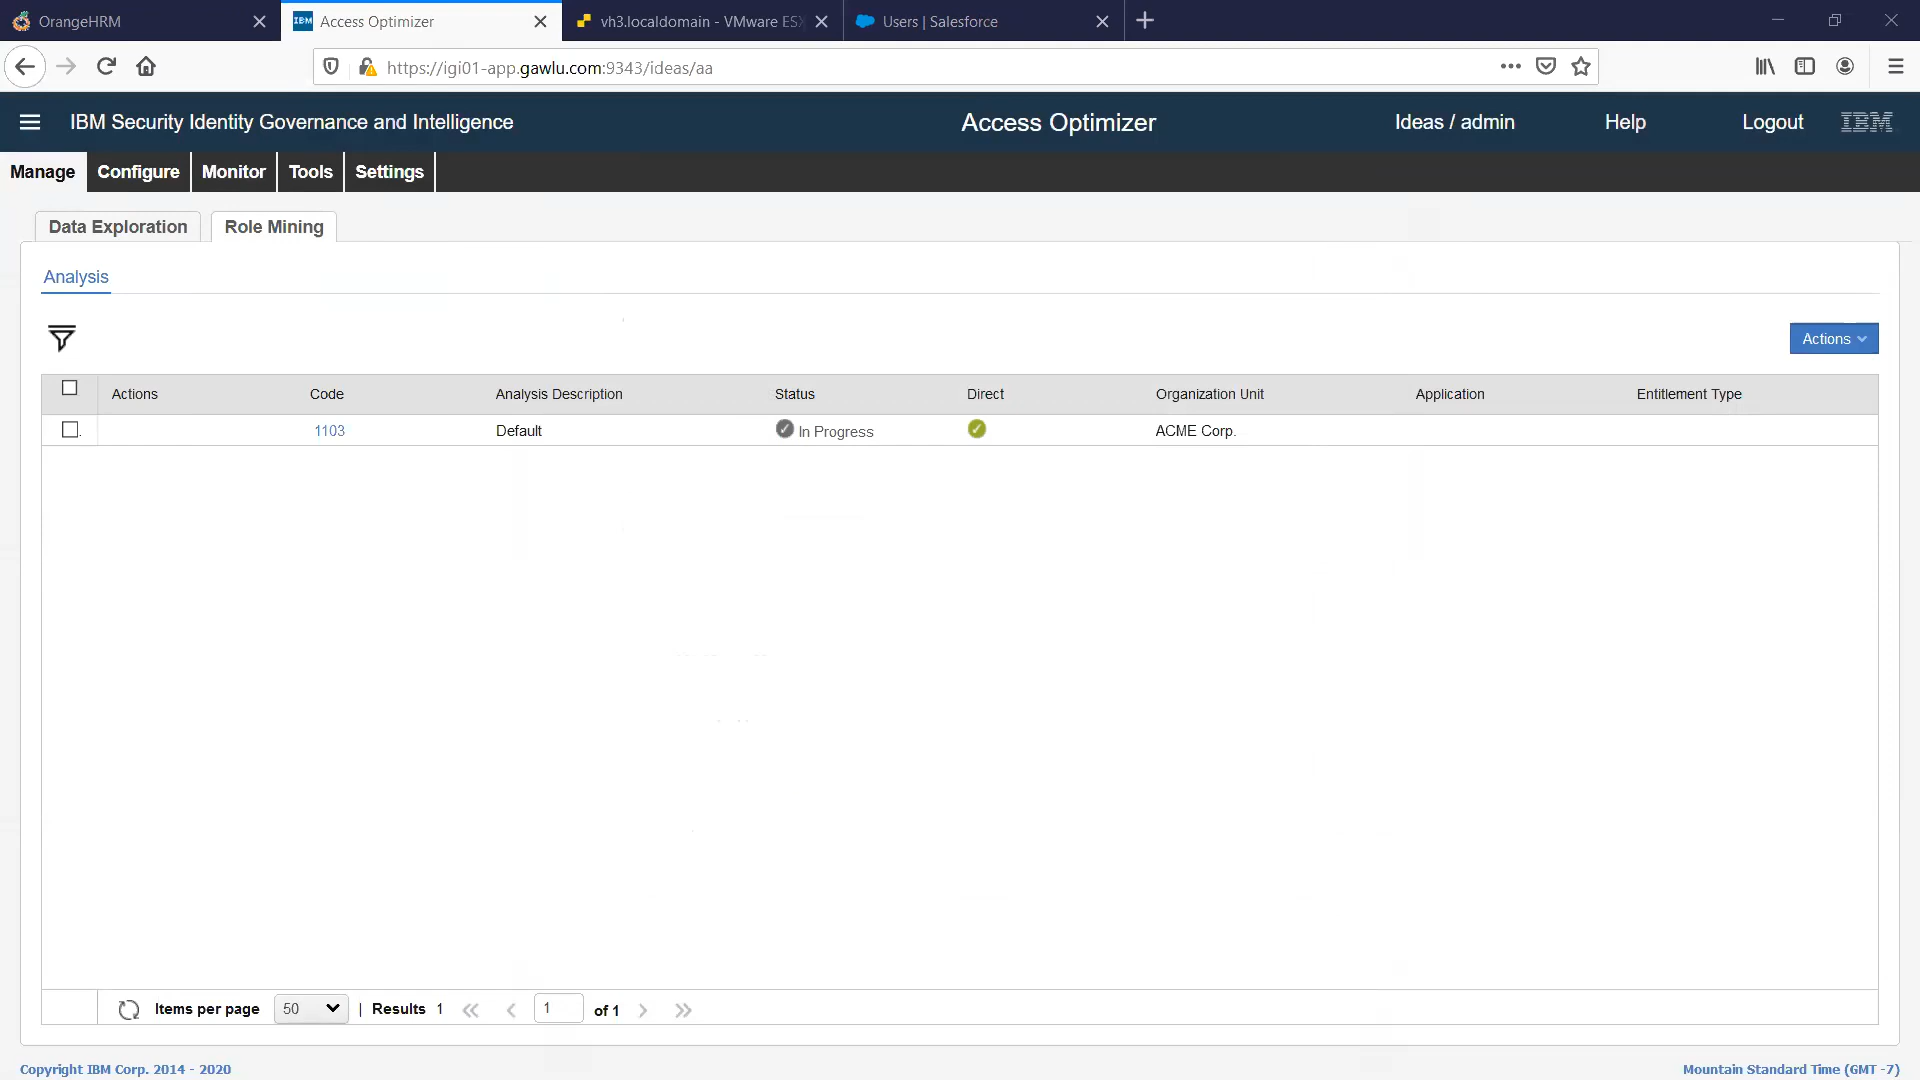 OrangeHRM
IBM Access Optimizer
vh3.localdomain - VMware ES
Users | Salesforce
https://igi01-app.gawlu.com:9343/ideas/aa
IBM Security Identity Governance and Intelligence
Access Optimizer
Ideas / admin
Help
Logout
IBM
Manage
Configure
Monitor
Tools
Settings
Data Exploration
Role Mining
Analysis
Actions
Actions Code Analysis Description Status Direct Organization Unit Application Entitlement Type
1103 Default In Progress ACME Corp.
Items per page 50 | Results 1 1 of 1
Copyright IBM Corp. 2014 - 2020
Mountain Standard Time (GMT -7)